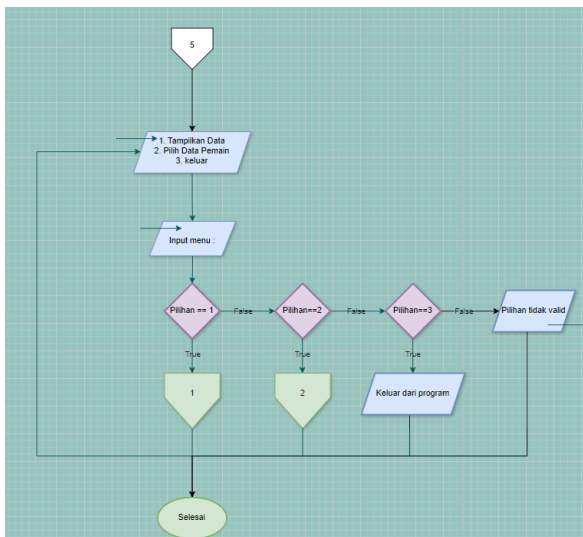 5
1. Tampilkan Data
2. Pilih Data Pemain
3. keluar
Input menu :
Pilihan == 1
False
Pilihan==2
False
Pilihan==3
False
Pilihan tidak valid
True
True
True
1
2
Keluar dari program
Selesai